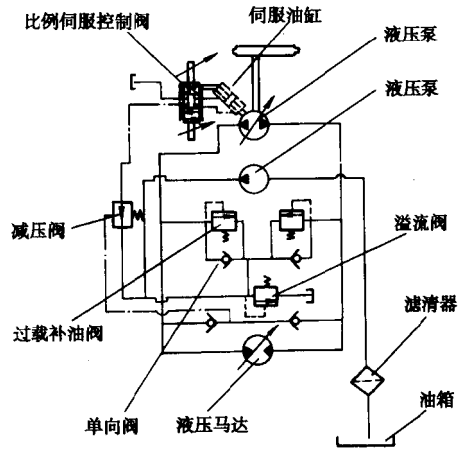 比例伺服控制阀
伺服油缸
液压泵
液压泵
减压阀
溢流阀
过载补油阀
滤清器
单向阀
液压马达
油箱